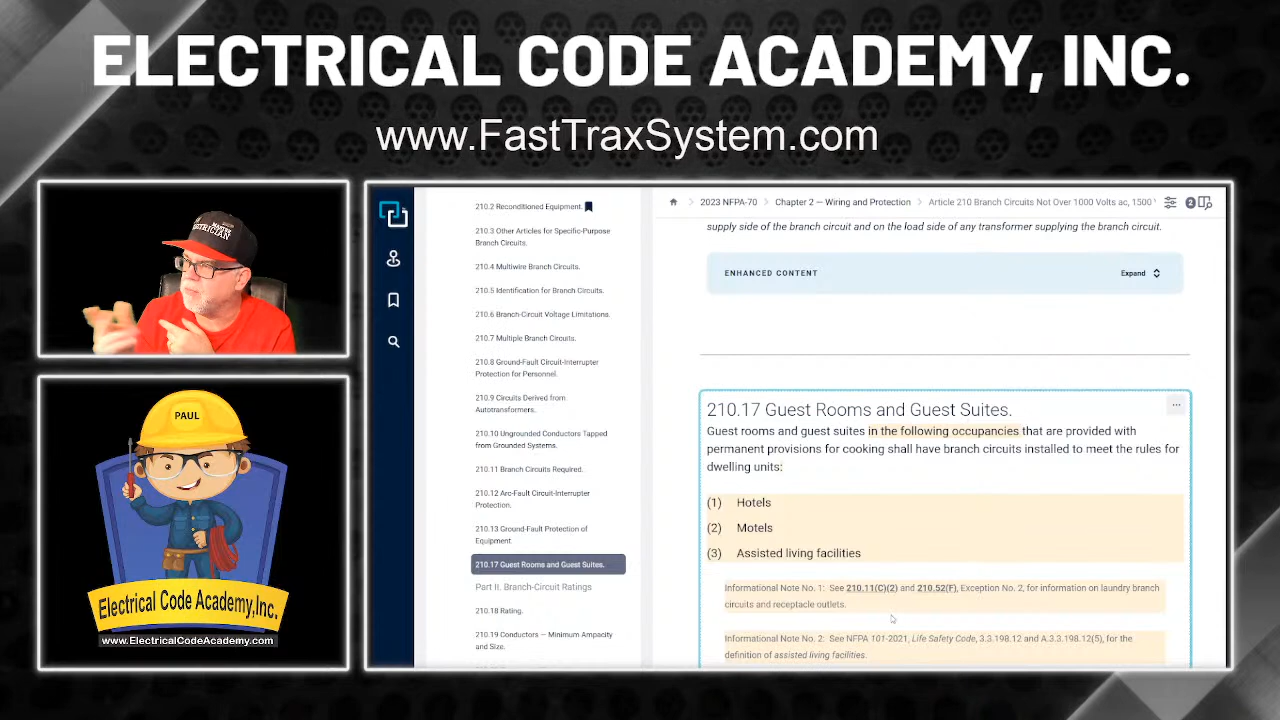 ELECTRICAL CODE ACADEMY, INC.
www.FastTraxSystem.com
PAUL
Electrical Code Academy,Inc.
www.ElectricalCodeAcademy.com
210.2 Reconditioned Equipment.
210.3 Other Articles for Specific-Purpose
Branch Circuits.
210.4 Multiwire Branch Circuits.
210.5 Identification for Branch Circuits.
210.6 Branch-Circuit Voltage Limitations.
210.7 Multiple Branch Circuits.
210.8 Ground-Fault Circuit-Interrupter
Protection for Personnel.
210.9 Circuits Derived from
Autotransformers.
210.10 Ungrounded Conductors Tapped
from Grounded Systems.
210.11 Branch Circuits Required.
210.12 Arc-Fault Circuit-Interrupter
Protection.
210.13 Ground-Fault Protection of
Equipment.
210.17 Guest Rooms and Guest Suites.
Part II. Branch-Circuit Ratings
210.18 Rating.
210.19 Conductors — Minimum Ampacity
and Size.
2023 NFPA-70 > Chapter 2 — Wiring and Protection > Article 210 Branch Circuits Not Over 1000 Volts ac, 1500
2
supply side of the branch circuit and on the load side of any transformer supplying the branch circuit.
ENHANCED CONTENT Expand
210.17 Guest Rooms and Guest Suites.
Guest rooms and guest suites in the following occupancies that are provided with
permanent provisions for cooking shall have branch circuits installed to meet the rules for
dwelling units:
(1) Hotels
(2) Motels
(3) Assisted living facilities
Informational Note No. 1: See 210.11(C)(2) and 210.52(F), Exception No. 2, for information on laundry branch
circuits and receptacle outlets.
Informational Note No. 2: See NFPA 101-2021, Life Safety Code, 3.3.198.12 and A.3.3.198.12(5), for the
definition of assisted living facilities.